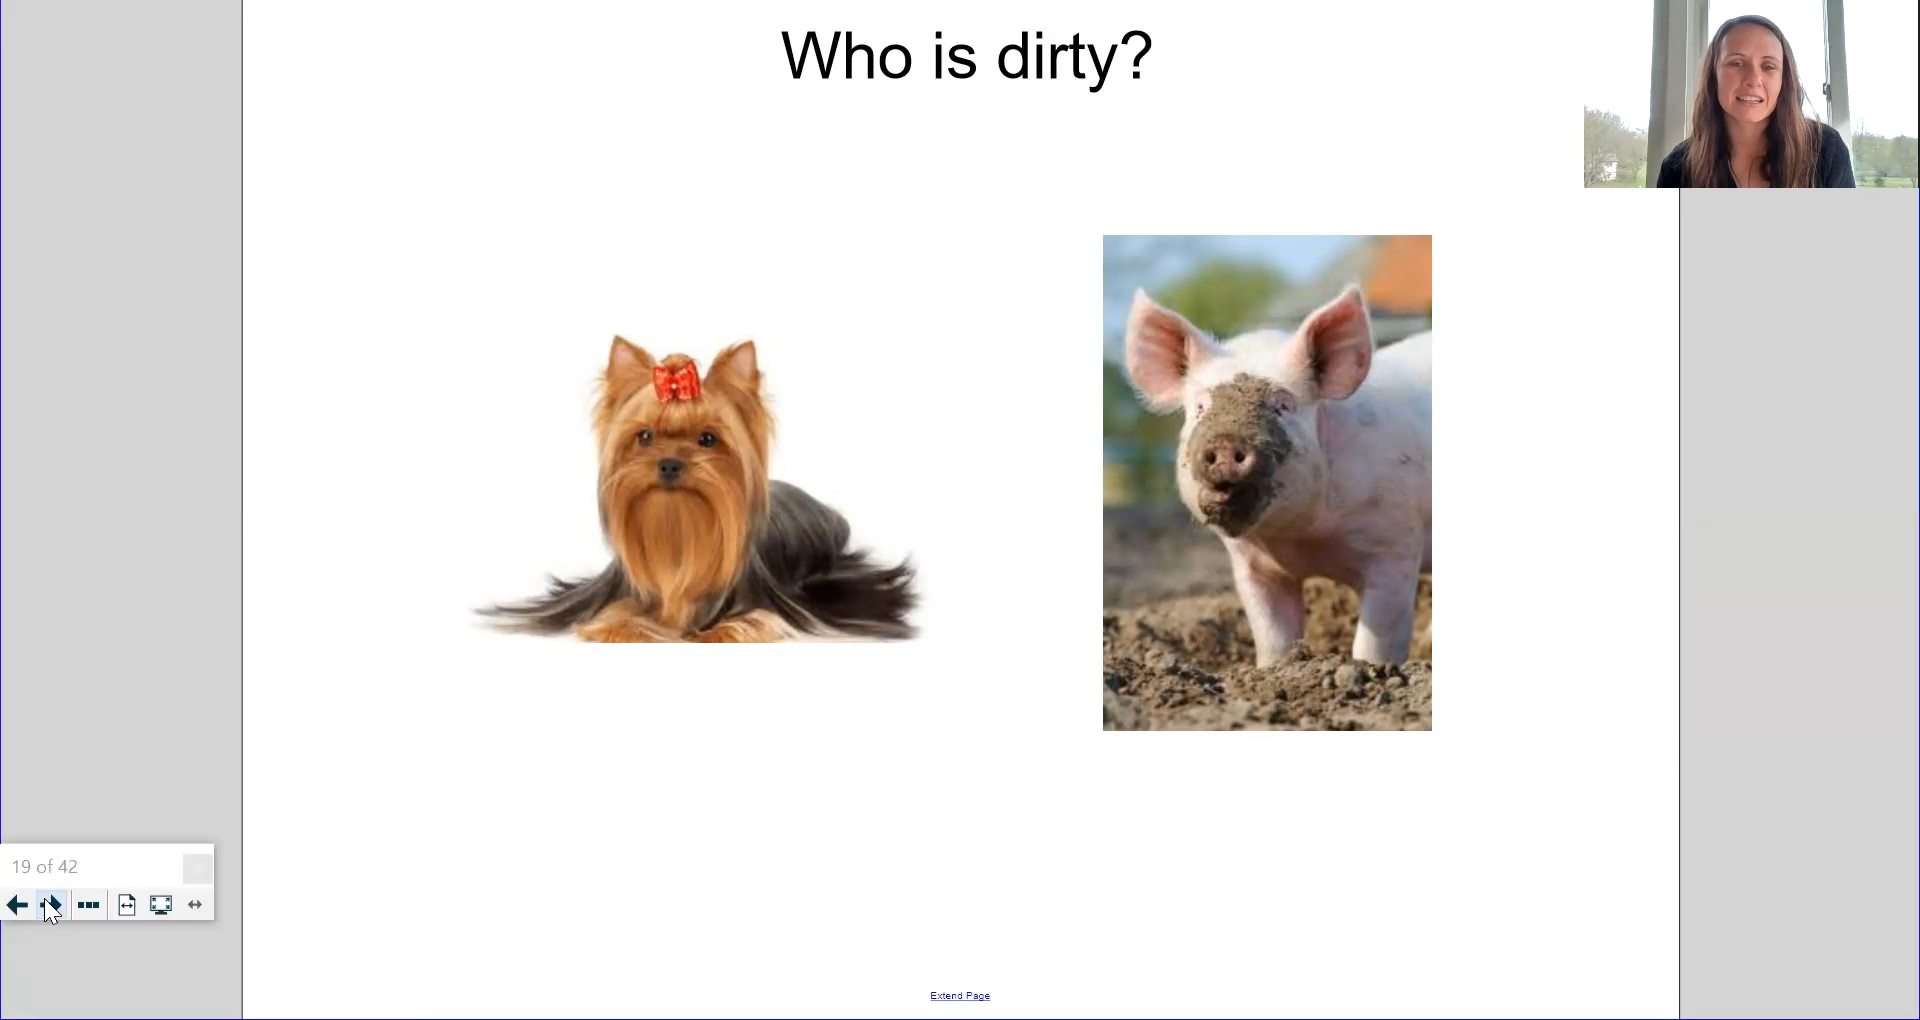 Who is dirty?
19 of 42
Extend Page